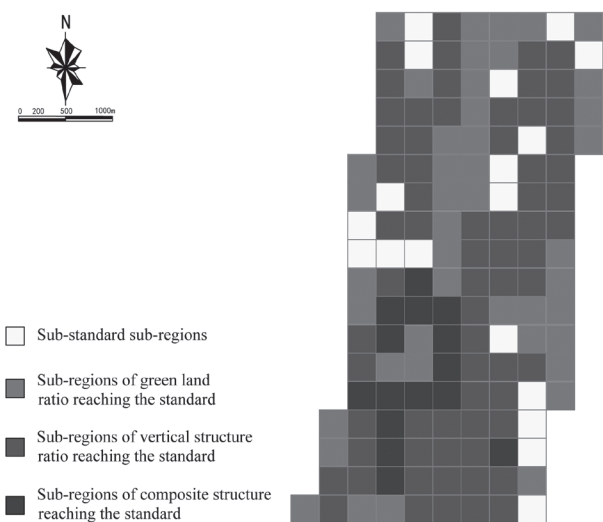 N
0 200 500 1000m
Sub-standard sub-regions
Sub-regions of green land
ratio reaching the standard
Sub-regions of vertical structure
ratio reaching the standard
Sub-regions of composite structure
reaching the standard